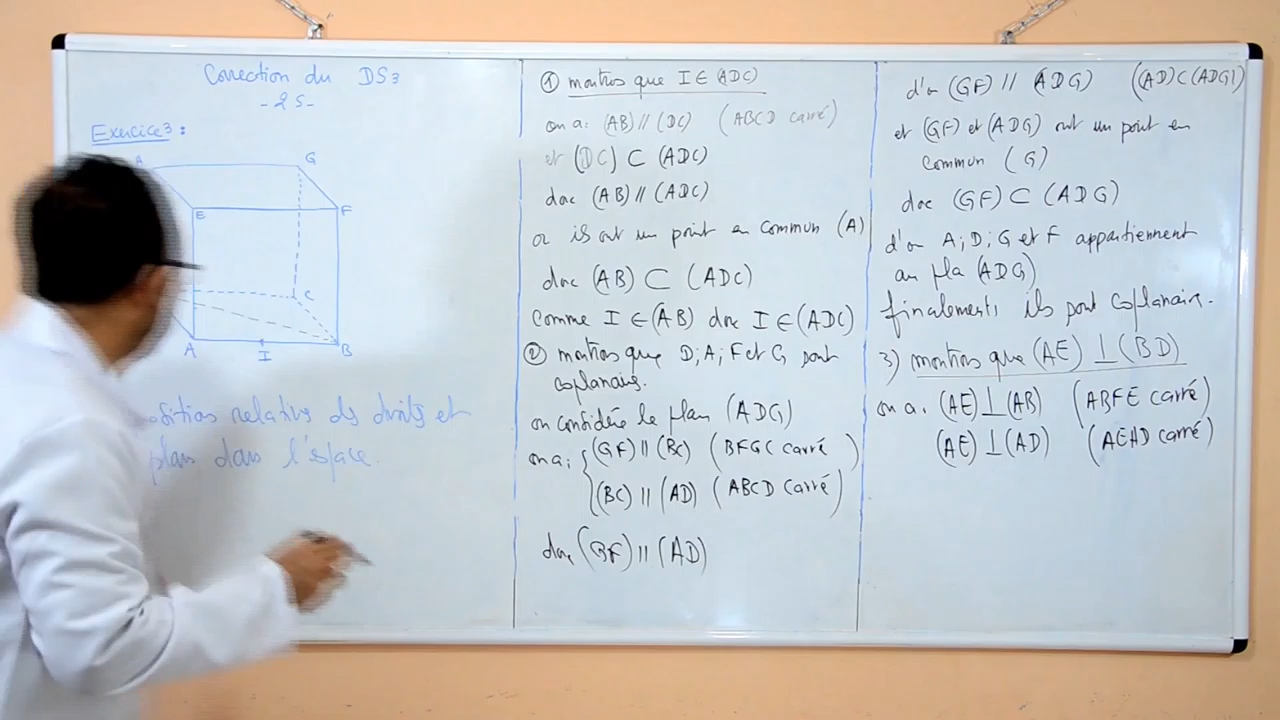 Correction du DS3
- 2S -
Exercice 3 :
G
E
F
C
A
I
B
relative de droite et
plan dans l'espace.
① montrons que I ∈ (ADC)
on a: (AB) // (DC) (ABCD carré)
et (DC) ⊂ (ADC)
donc (AB) // (ADC)
or ils ont un point en commun (A)
donc (AB) ⊂ (ADC)
Comme I ∈ (AB) donc I ∈ (ADC)
② montrons que D; A; F et G sont
coplanaires.
on considère le plan (ADG)
on a: { (GF) // (BC) (BFGC carré)
(BC) // (AD) (ABCD carré)
donc (GF) // (AD)
d'où (GF) // (ADG) ((AD) ⊂ (ADG))
et (GF) et (ADG) ont un point en
commun (G)
donc (GF) ⊂ (ADG)
d'où A; D; G et F appartiennent
au pla (ADG)
finalement, ils sont coplanaires.
3) montrons que (AE) ⊥ (BD)
on a: (AE) ⊥ (AB) (ABFE carré)
(AE) ⊥ (AD) (AEHD carré)